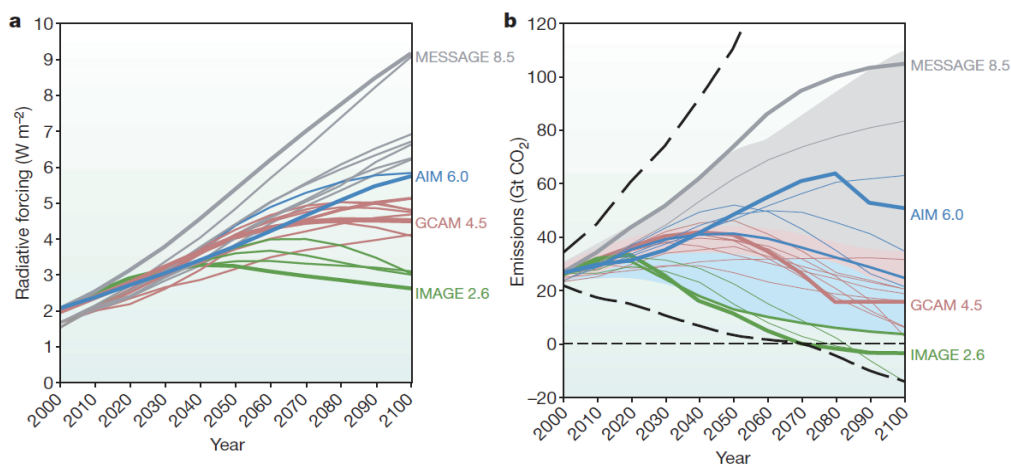 a
Radiative forcing (W m⁻²)
10
9
8
7
6
5
4
3
2
1
0
MESSAGE 8.5
AIM 6.0
GCAM 4.5
IMAGE 2.6
2000 2010 2020 2030 2040 2050 2060 2070 2080 2090 2100
Year
b
Emissions (Gt CO₂)
120
100
80
60
40
20
0
−20
MESSAGE 8.5
AIM 6.0
GCAM 4.5
IMAGE 2.6
2000 2010 2020 2030 2040 2050 2060 2070 2080 2090 2100
Year